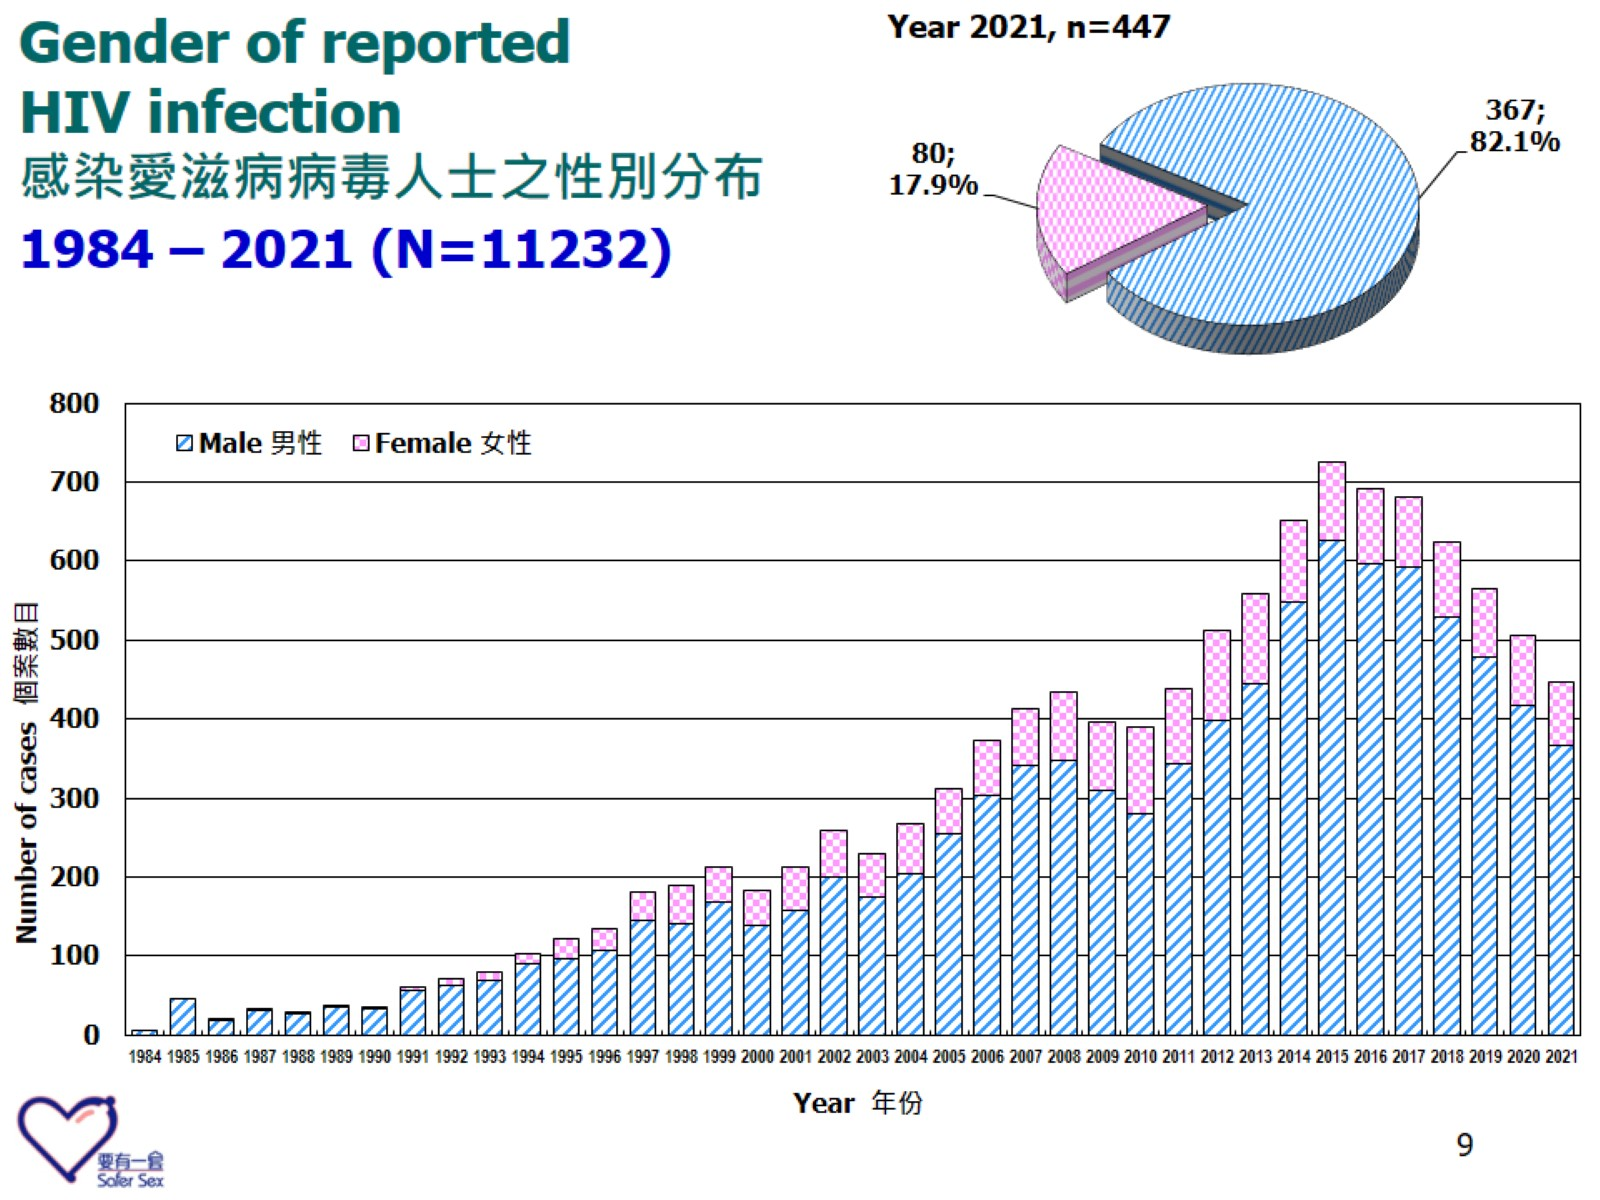 Gender of reported
HIV infection
感染愛滋病病毒人士之性別分布
1984 – 2021 (N=11232)
Year 2021, n=447
367;
82.1%
80;
17.9%
800
700
600
500
400
300
200
100
0
Number of cases 個案數目
Male 男性
Female 女性
1984 1985 1986 1987 1988 1989 1990 1991 1992 1993 1994 1995 1996 1997 1998 1999 2000 2001 2002 2003 2004 2005 2006 2007 2008 2009 2010 2011 2012 2013 2014 2015 2016 2017 2018 2019 2020 2021
Year 年份
要有一套
Safer Sex
9